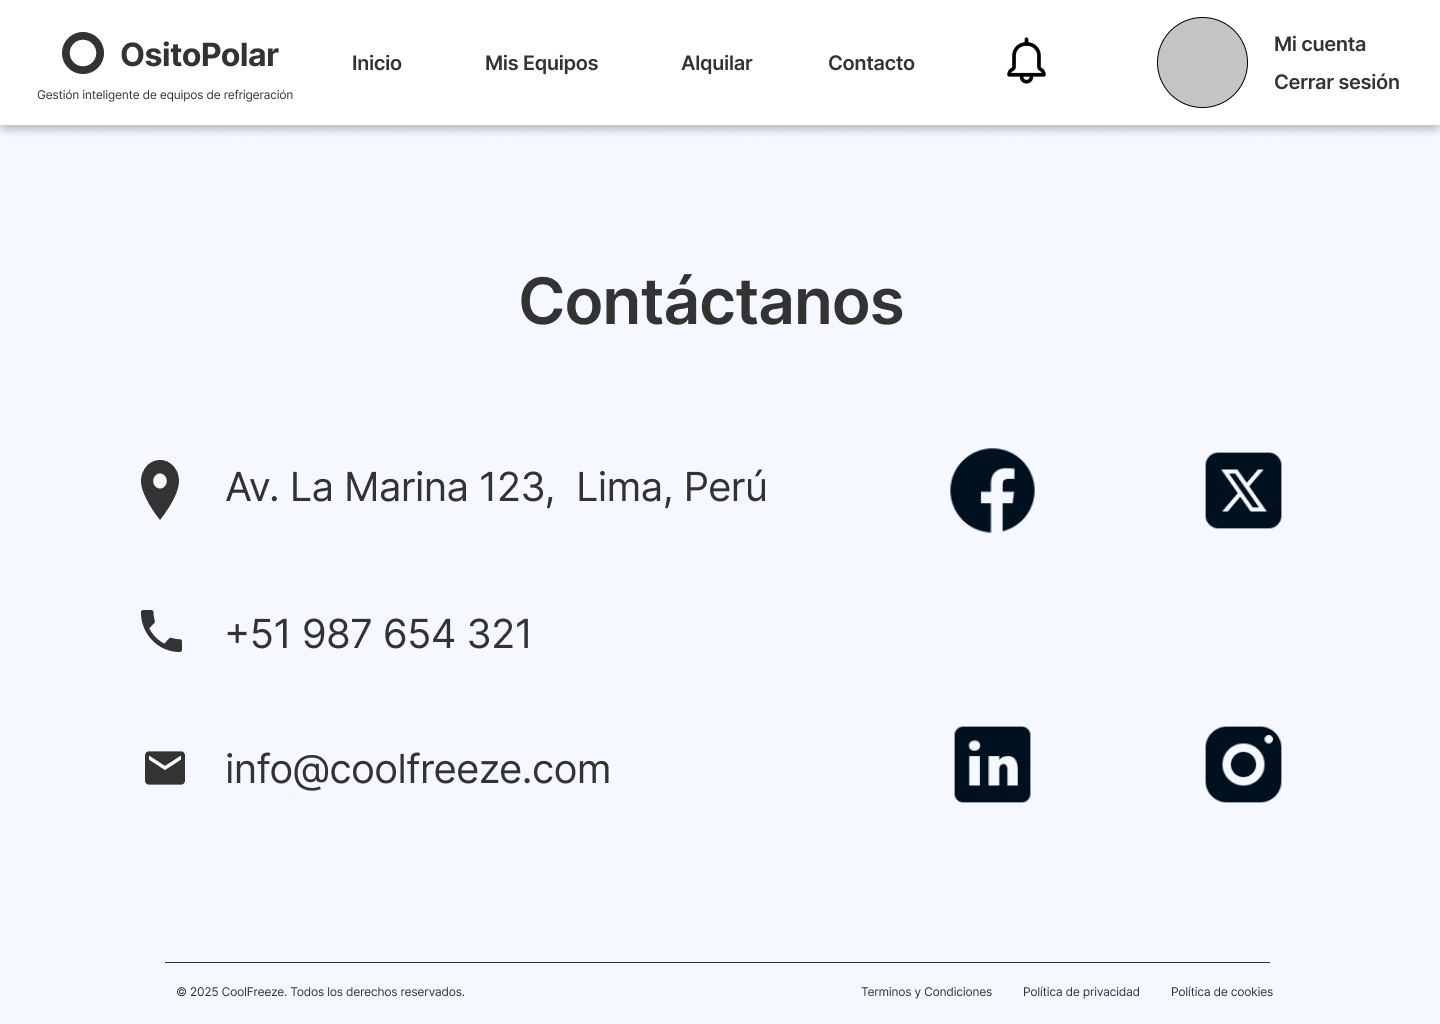 OsitoPolar
Gestión inteligente de equipos de refrigeración
Inicio
Mis Equipos
Alquilar
Contacto
Mi cuenta
Cerrar sesión
Contáctanos
Av. La Marina 123, Lima, Perú
+51 987 654 321
info@coolfreeze.com
© 2025 CoolFreeze. Todos los derechos reservados.
Terminos y Condiciones
Política de privacidad
Política de cookies